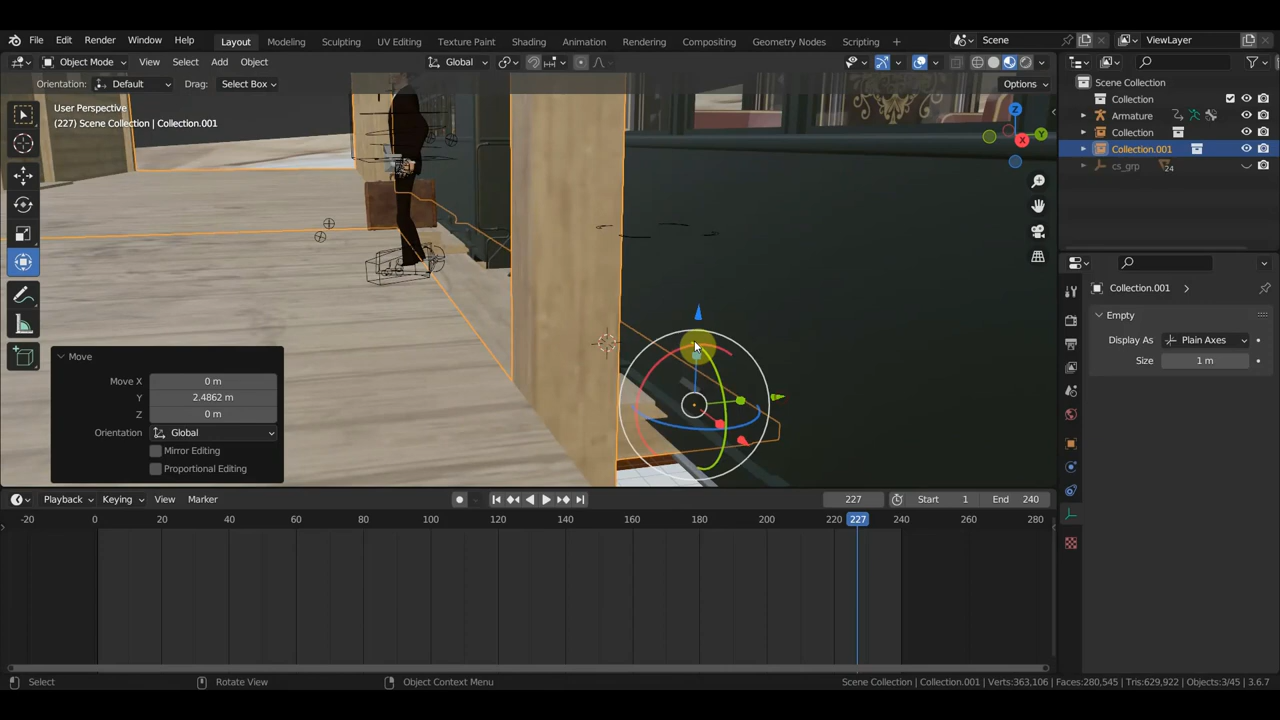 File Edit Render Window Help Layout Modeling Sculpting UV Editing Texture Paint Shading Animation Rendering Compositing Geometry Nodes Scripting + Scene ViewLayer
Object Mode View Select Add Object Global
Orientation: Default Drag: Select Box Options
User Perspective
(227) Scene Collection | Collection.001
Z
Y
X
Move
Move X 0 m
Y 2.4862 m
Z 0 m
Orientation Global
Mirror Editing
Proportional Editing
Scene Collection
Collection
Armature
Collection
Collection.001
cs_grp 24
Collection.001
Empty
Display As Plain Axes
Size 1 m
Playback Keying View Marker 227 Start 1 End 240
-20 0 20 40 60 80 100 120 140 160 180 200 220 227 240 260 280
Select Rotate View Object Context Menu Scene Collection | Collection.001 | Verts:363,106 | Faces:280,545 | Tris:629,922 | Objects:3/45 | 3.6.7